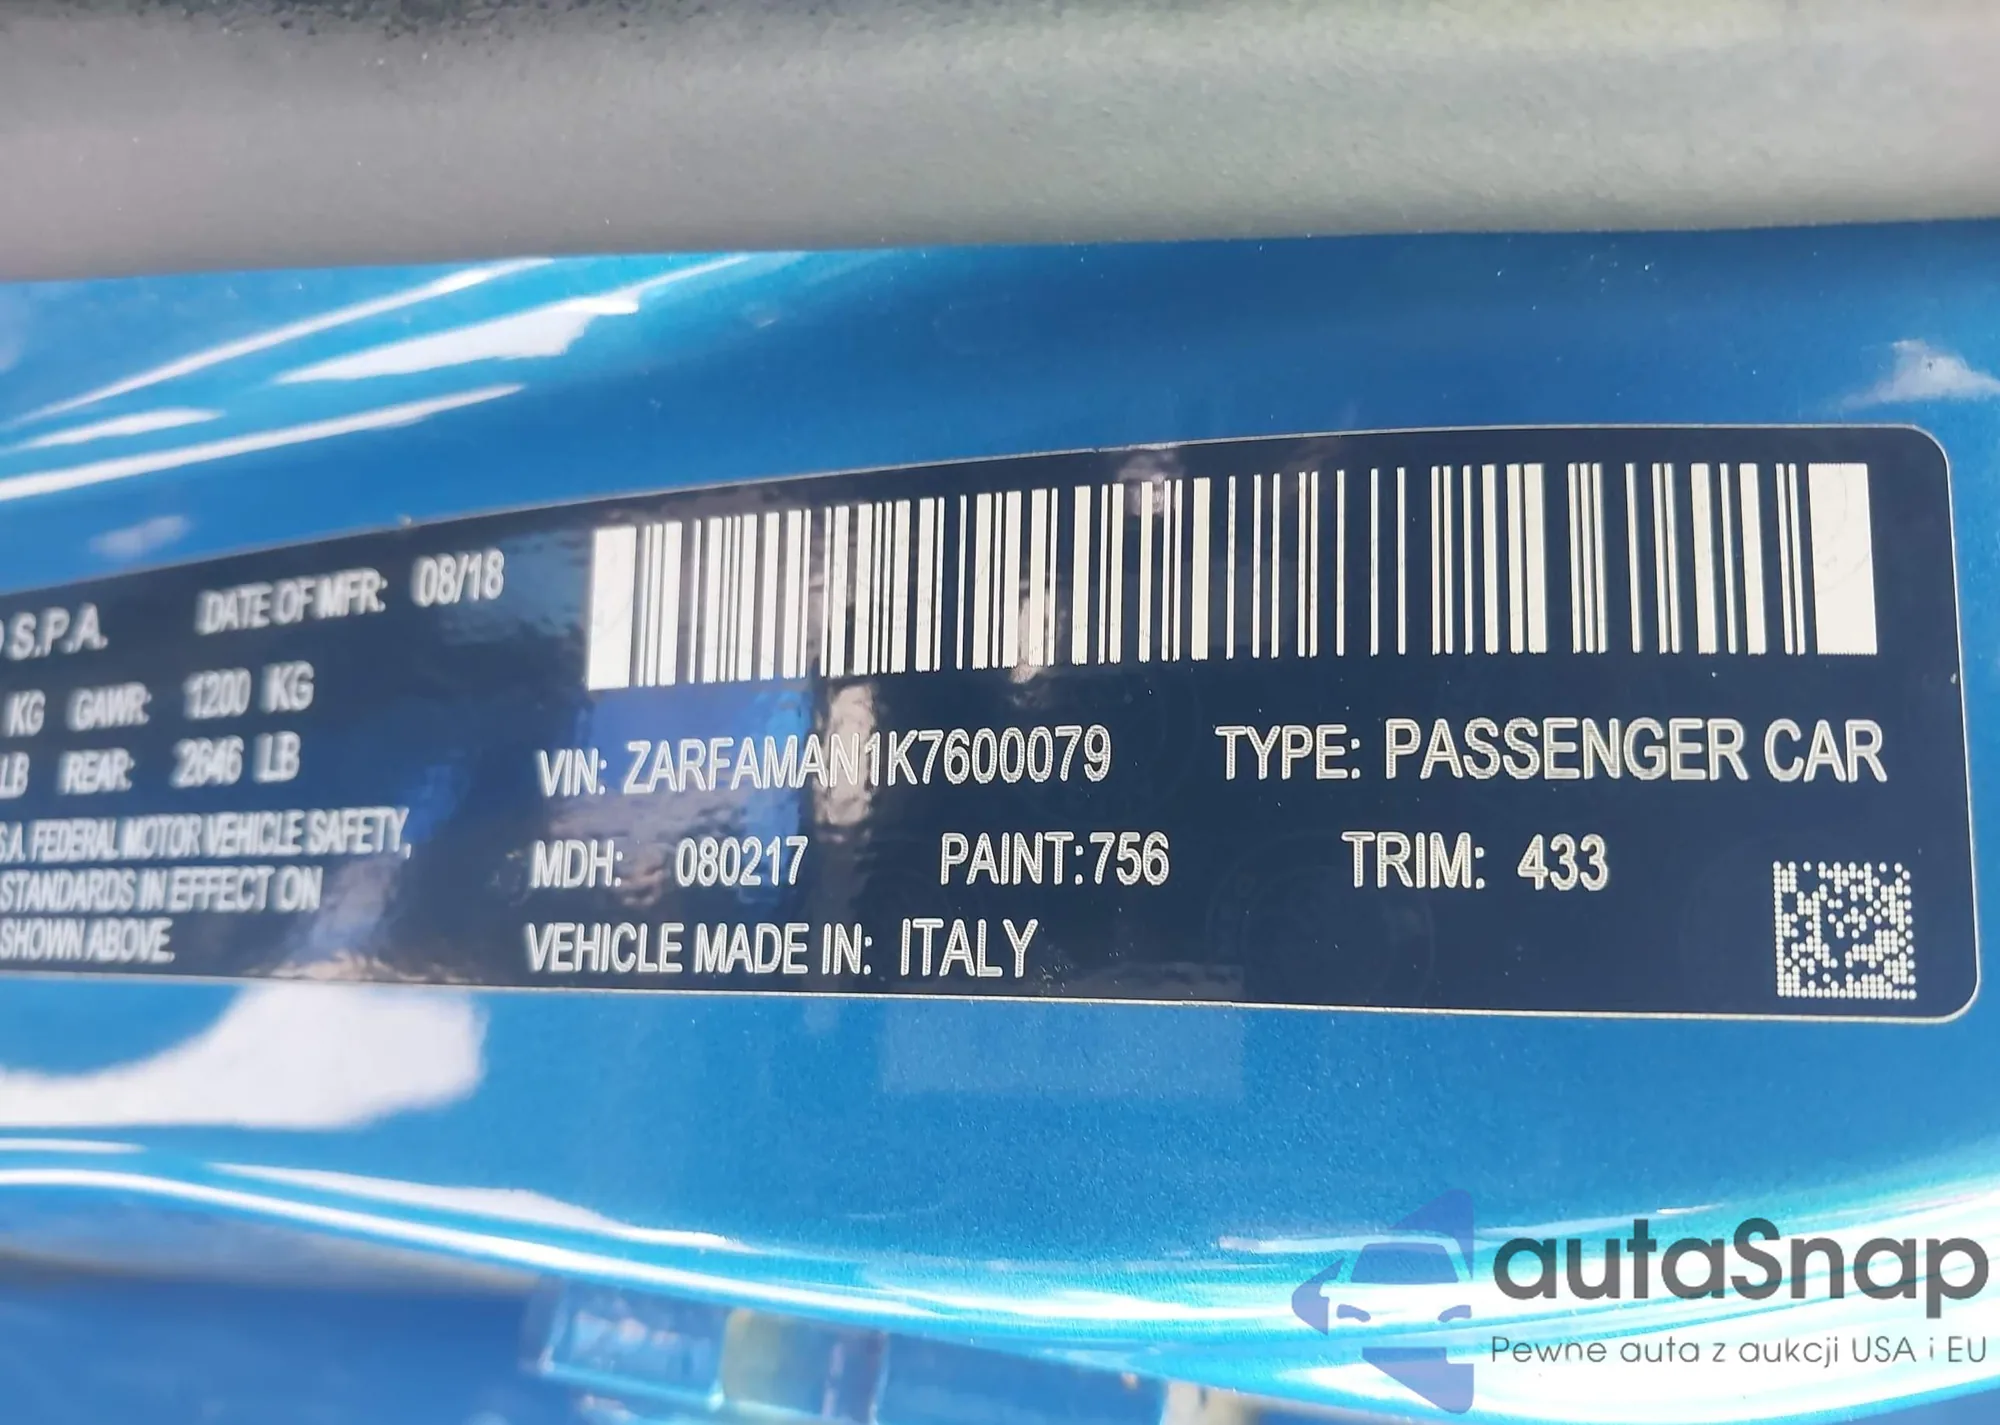 O S.P.A. DATE OF MFR: 08/18
KG GAWR: 1200 KG
LB REAR: 2646 LB
S.A. FEDERAL MOTOR VEHICLE SAFETY,
STANDARDS IN EFFECT ON
SHOWN ABOVE.
VIN: ZARFAMAN1K7600079 TYPE: PASSENGER CAR
MDH: 080217 PAINT:756 TRIM: 433
VEHICLE MADE IN: ITALY
autaSnap
Pewne auta z aukcji USA i EU